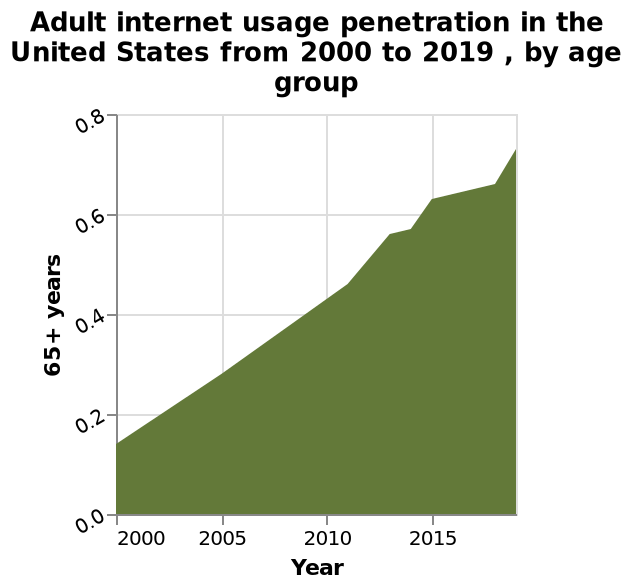 Adult internet usage penetration in the
United States from 2000 to 2019 , by age
group
0.8
0.6
0.4
0.2
0.0
65+ years
2000 2005 2010 2015
Year